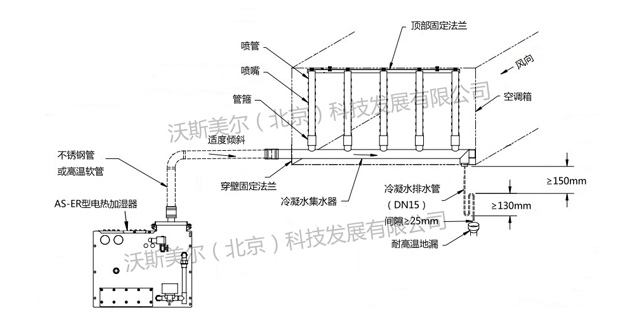 顶部固定法兰
喷管
喷嘴
管箍
风向
空调箱
沃斯美尔（北京）科技发展有限公司
适度倾斜
不锈钢管
或高温软管
穿壁固定法兰
冷凝水集水器
冷凝水排水管
（DN15）
间隙≥25mm
≥150mm
≥130mm
耐高温地漏
AS-ER型电热加湿器
沃斯美尔（北京）科技发展有限公司